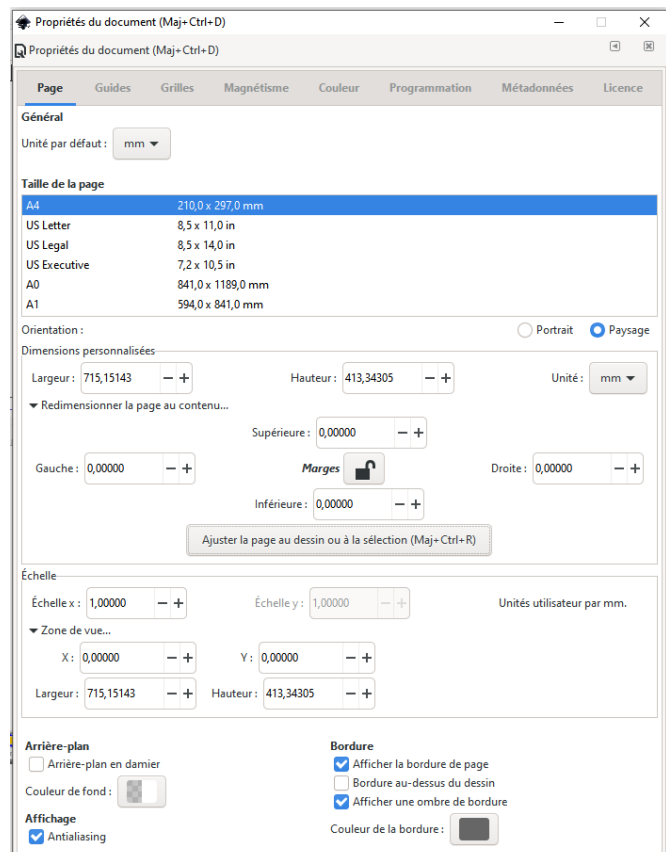 Propriétés du document (Maj+Ctrl+D)
Propriétés du document (Maj+Ctrl+D)
Page Guides Grilles Magnétisme Couleur Programmation Métadonnées Licence
Général
Unité par défaut : mm
Taille de la page
A4 210,0 x 297,0 mm
US Letter 8,5 x 11,0 in
US Legal 8,5 x 14,0 in
US Executive 7,2 x 10,5 in
A0 841,0 x 1189,0 mm
A1 594,0 x 841,0 mm
Orientation : Portrait Paysage
Dimensions personnalisées
Largeur : 715,15143 Hauteur : 413,34305 Unité : mm
Redimensionner la page au contenu...
Supérieure : 0,00000
Gauche : 0,00000 Marges Droite : 0,00000
Inférieure : 0,00000
Ajuster la page au dessin ou à la sélection (Maj+Ctrl+R)
Échelle
Échelle x : 1,00000 Échelle y : 1,00000 Unités utilisateur par mm.
Zone de vue...
X : 0,00000 Y : 0,00000
Largeur : 715,15143 Hauteur : 413,34305
Arrière-plan Bordure
Arrière-plan en damier Afficher la bordure de page
Bordure au-dessus du dessin
Couleur de fond : Afficher une ombre de bordure
Affichage
Couleur de la bordure :
Antialiasing